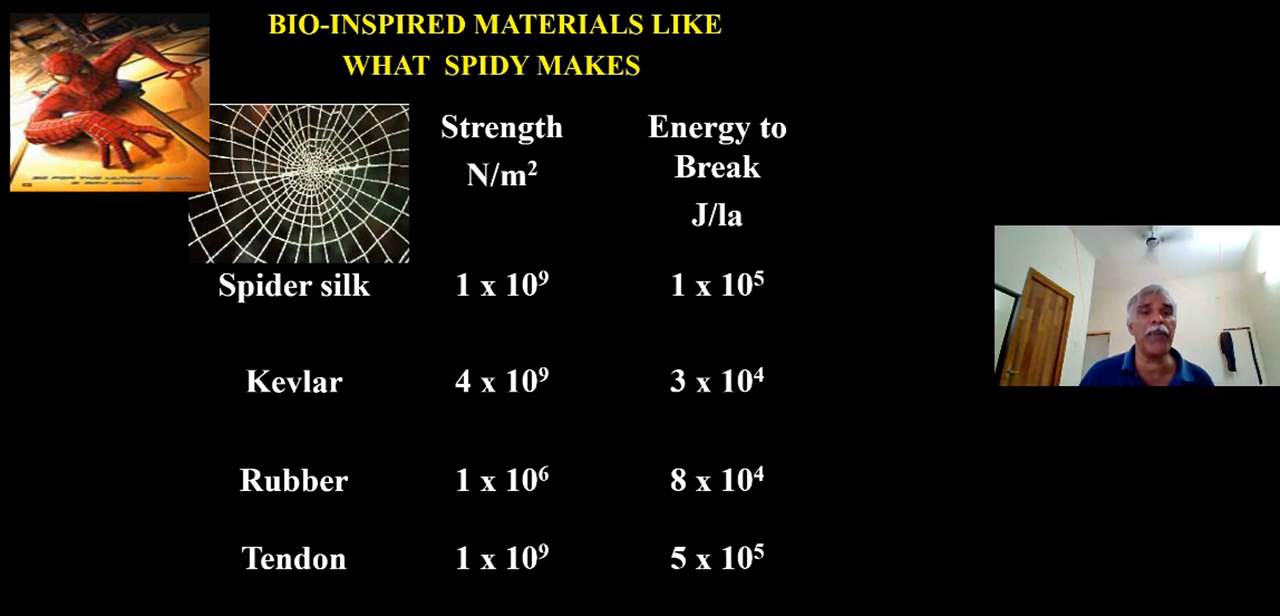 BIO-INSPIRED MATERIALS LIKE
WHAT SPIDY MAKES
Strength
N/m²
Energy to
Break
J/la
Spider silk 1 x 10⁹ 1 x 10⁵
Kevlar 4 x 10⁹ 3 x 10⁴
Rubber 1 x 10⁶ 8 x 10⁴
Tendon 1 x 10⁹ 5 x 10⁵